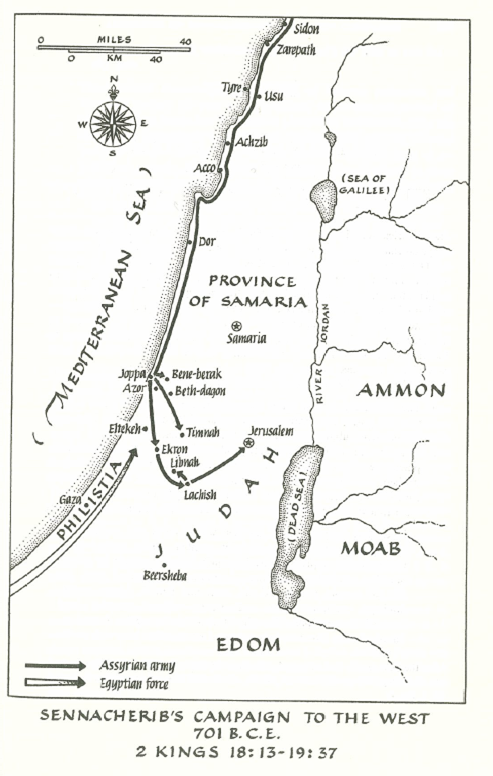 Sidon
0 MILES 40
Zarepath
0 KM 40
N
W E
S
Tyre
Usu
Achzib
Acco
(SEA OF
GALILEE)
(MEDITERRANEAN SEA)
Dor
PROVINCE
OF SAMARIA
Samaria
RIVER JORDAN
Joppa
Bene-berak
Azor
Beth-dagon
AMMON
Eltekeh
Timnah
Jerusalem
Ekron
Libnah
Lachish
JUDAH
(DEAD SEA)
Gaza
PHILISTIA
MOAB
Beersheba
EDOM
Assyrian army
Egyptian force
SENNACHERIB'S CAMPAIGN TO THE WEST
701 B.C.E.
2 KINGS 18:13-19:37